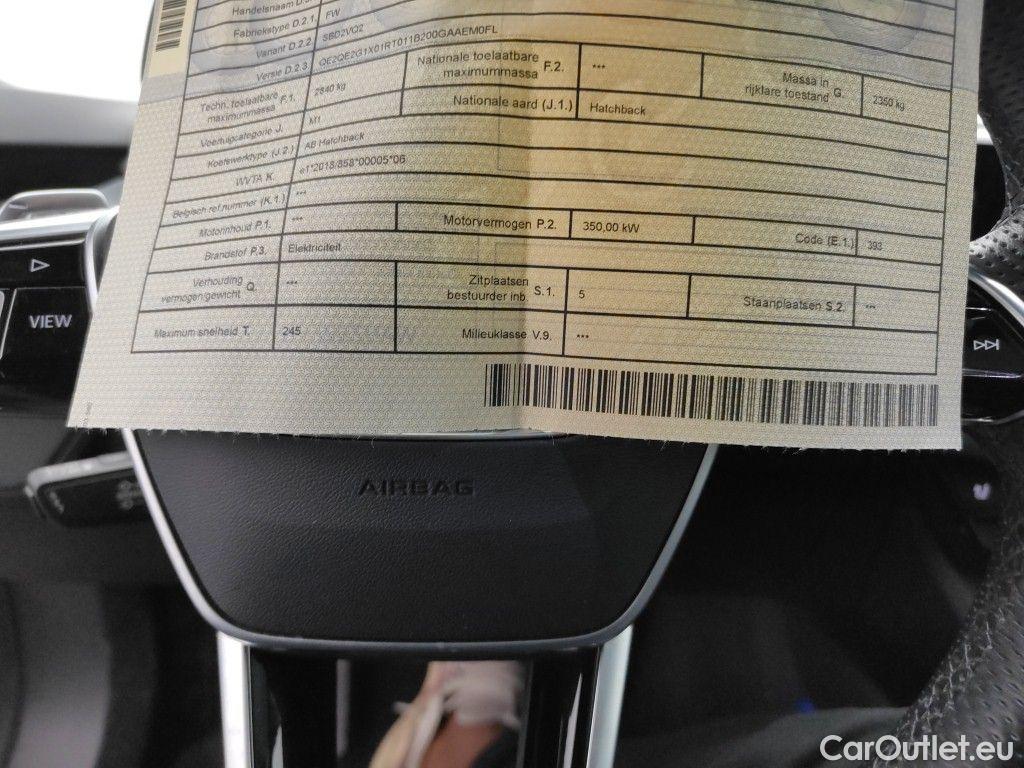 Handelsnaam D.3.
Fabriekstype D.2.1. FW
Variant D.2.2. SBD2VQ2
Versie D.2.3. QE2QE2G1X01RT011B200GAAEM0FL
Techn. toelaatbare maximummassa F.1. 2840 kg Nationale toelaatbare maximummassa F.2. *** Massa in rijklare toestand G. 2350 kg
Voertuigcategorie J. M1 Nationale aard (J.1.) Hatchback
Koetswerktype (J.2.) AB Hatchback
WVTA K. e1*2018/858*00005*06
Belgisch ref.nummer (K.1.) ***
Motorinhoud P.1. *** Motorvermogen P.2. 350,00 kW Code (E.1.) 393
Brandstof P.3. Elektriciteit
Verhouding vermogen/gewicht Q. *** Zitplaatsen bestuurder inb. S.1. 5 Staanplaatsen S.2. ---
Maximum snelheid T. 245 Milieuklasse V.9. ***
VIEW
AIRBAG
CarOutlet.eu